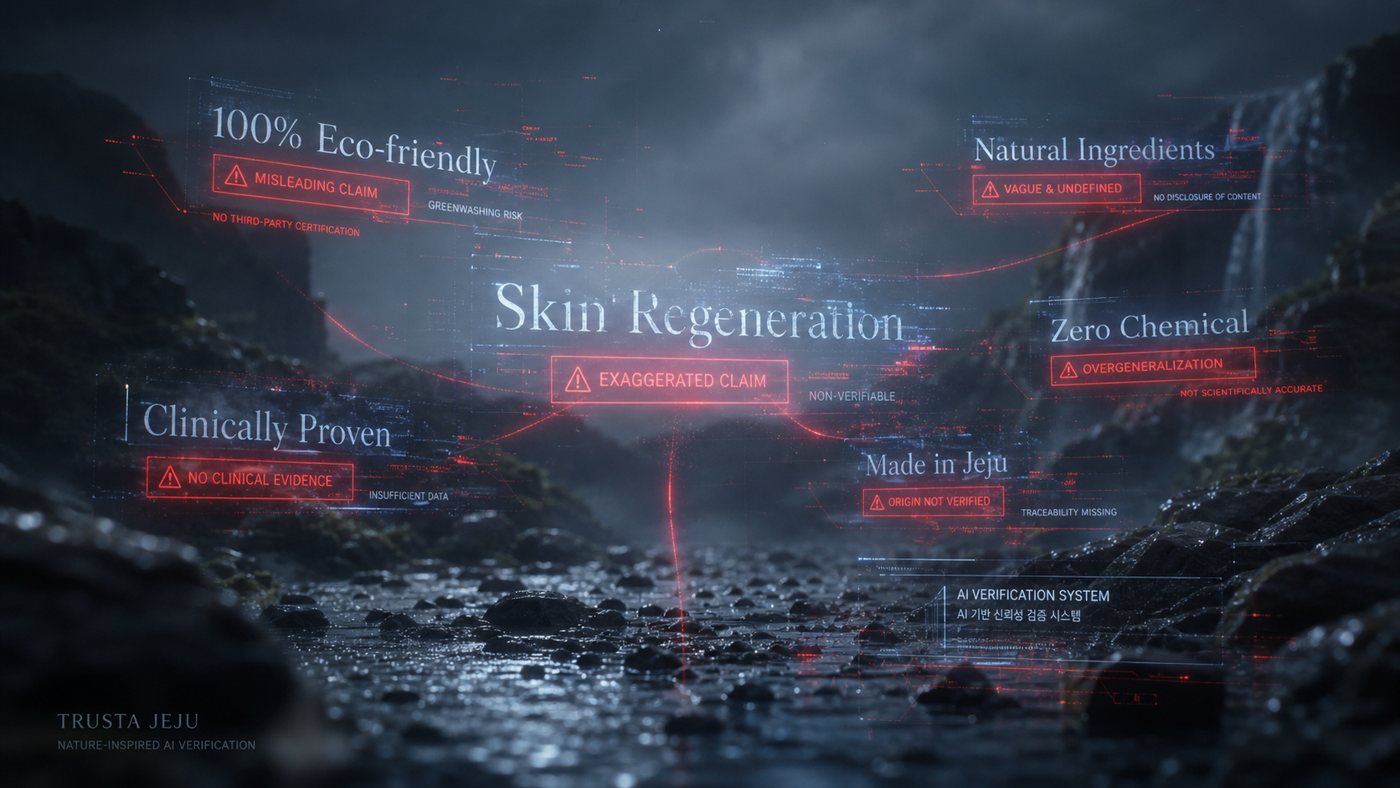 100% Eco-friendly
MISLEADING CLAIM
GREENWASHING RISK
NO THIRD-PARTY CERTIFICATION
Natural Ingredients
VAGUE & UNDEFINED
NO DISCLOSURE OF CONTENT
Skin Regeneration
EXAGGERATED CLAIM
NON-VERIFIABLE
Zero Chemical
OVERGENERALIZATION
NOT SCIENTIFICALLY ACCURATE
Clinically Proven
NO CLINICAL EVIDENCE
INSUFFICIENT DATA
Made in Jeju
ORIGIN NOT VERIFIED
TRACEABILITY MISSING
AI VERIFICATION SYSTEM
AI 기반 신뢰성 검증 시스템
TRUSTA JEJU
NATURE-INSPIRED AI VERIFICATION